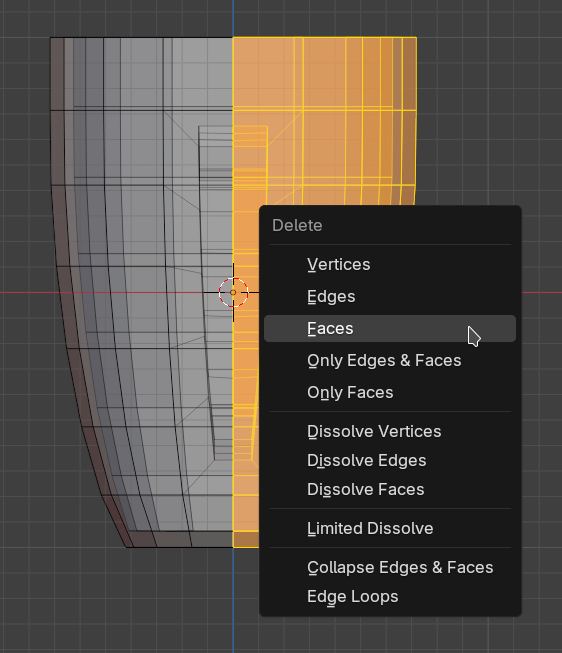 Delete
Vertices
Edges
Faces
Only Edges & Faces
Only Faces
Dissolve Vertices
Dissolve Edges
Dissolve Faces
Limited Dissolve
Collapse Edges & Faces
Edge Loops